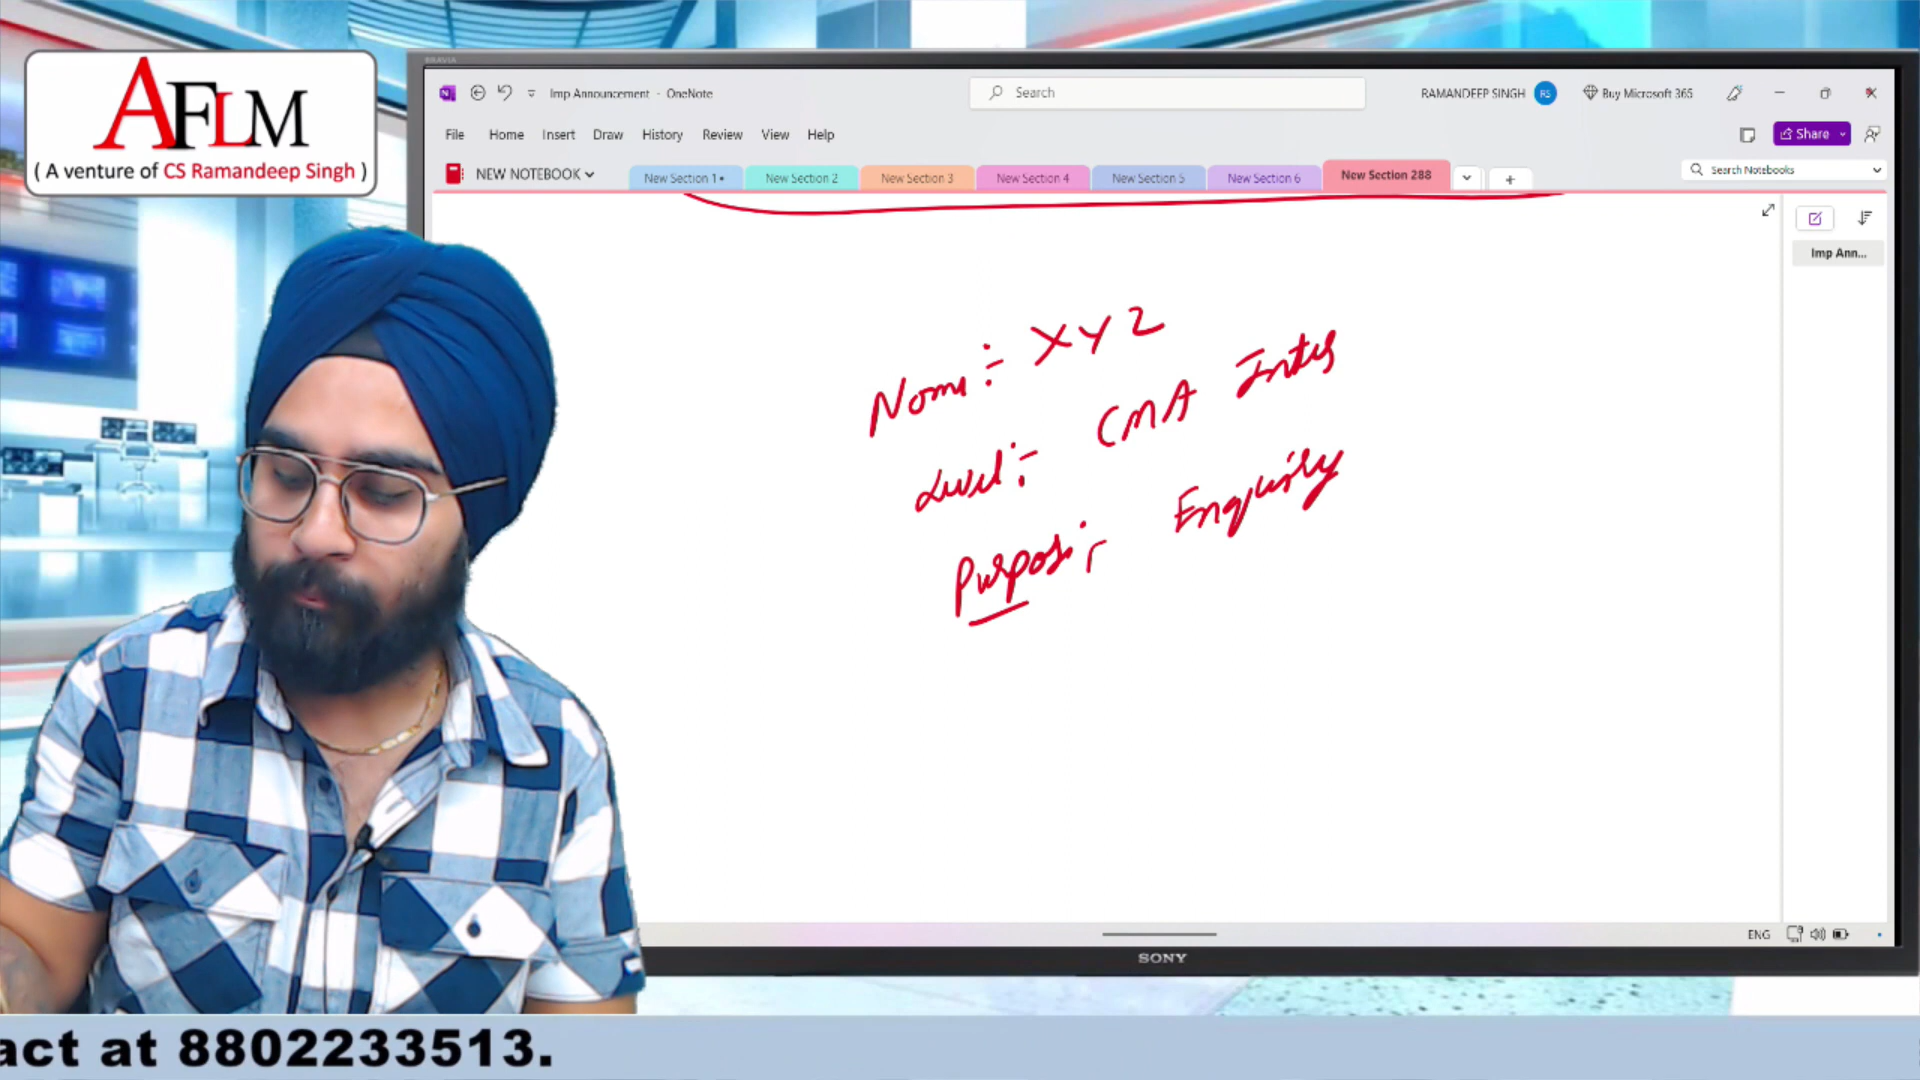 AFLM
( A venture of CS Ramandeep Singh )
BRAVIA
Imp Announcement - OneNote
Search
RAMANDEEP SINGH
RS
Buy Microsoft 365
File Home Insert Draw History Review View Help
Share
NEW NOTEBOOK
New Section 1
New Section 2
New Section 3
New Section 4
New Section 5
New Section 6
New Section 288
+
Search Notebooks
Imp Ann...
Name :- XYZ
Level :- CMA Inter
Purpose :-
ENG
SONY
act at 8802233513.